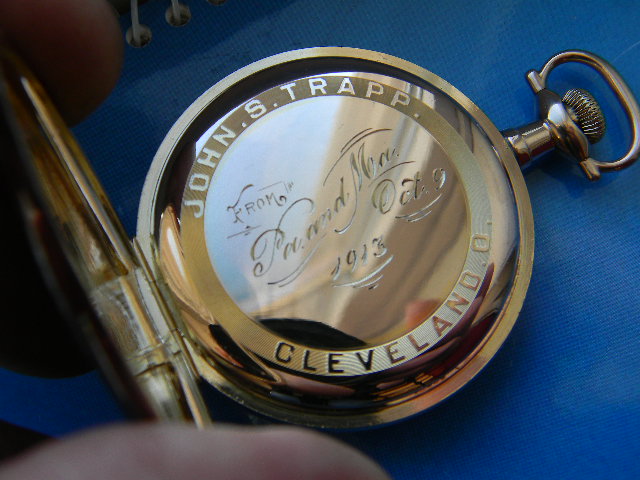 JOHN.S.TRAPP.
FROM
Pa. and Ma.
Oct. 9
1913
CLEVELAND.O.